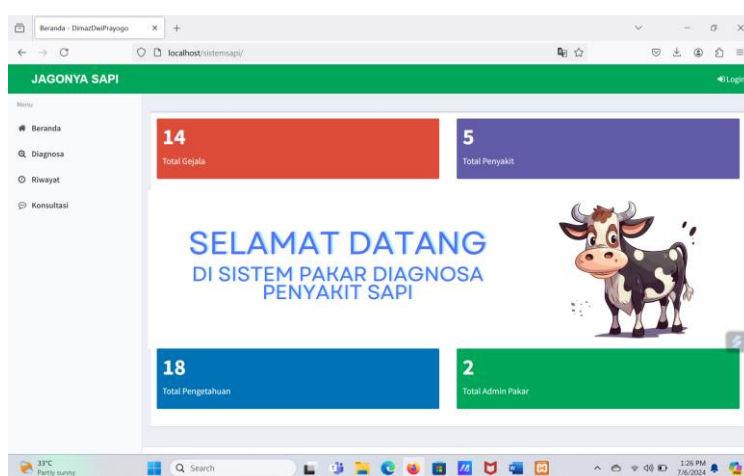 Beranda - DimazDwiPrayogo
localhost/sistemsapi/
JAGONYA SAPI
Login
Menu
Beranda
Diagnosa
Riwayat
Konsultasi
14
Total Gejala
5
Total Penyakit
SELAMAT DATANG
DI SISTEM PAKAR DIAGNOSA
PENYAKIT SAPI
18
Total Pengetahuan
2
Total Admin Pakar
33°C
Partly sunny
Search
1:26 PM
7/6/2024